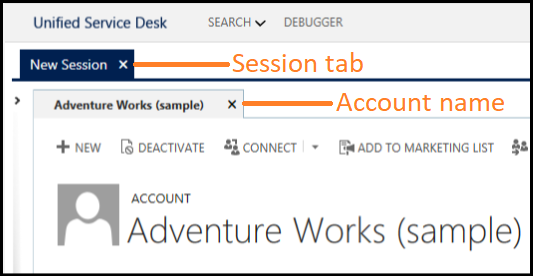 Unified Service Desk SEARCH DEBUGGER
New Session × Session tab
Adventure Works (sample) × Account name
+ NEW DEACTIVATE CONNECT ADD TO MARKETING LIST
ACCOUNT
Adventure Works (sample)